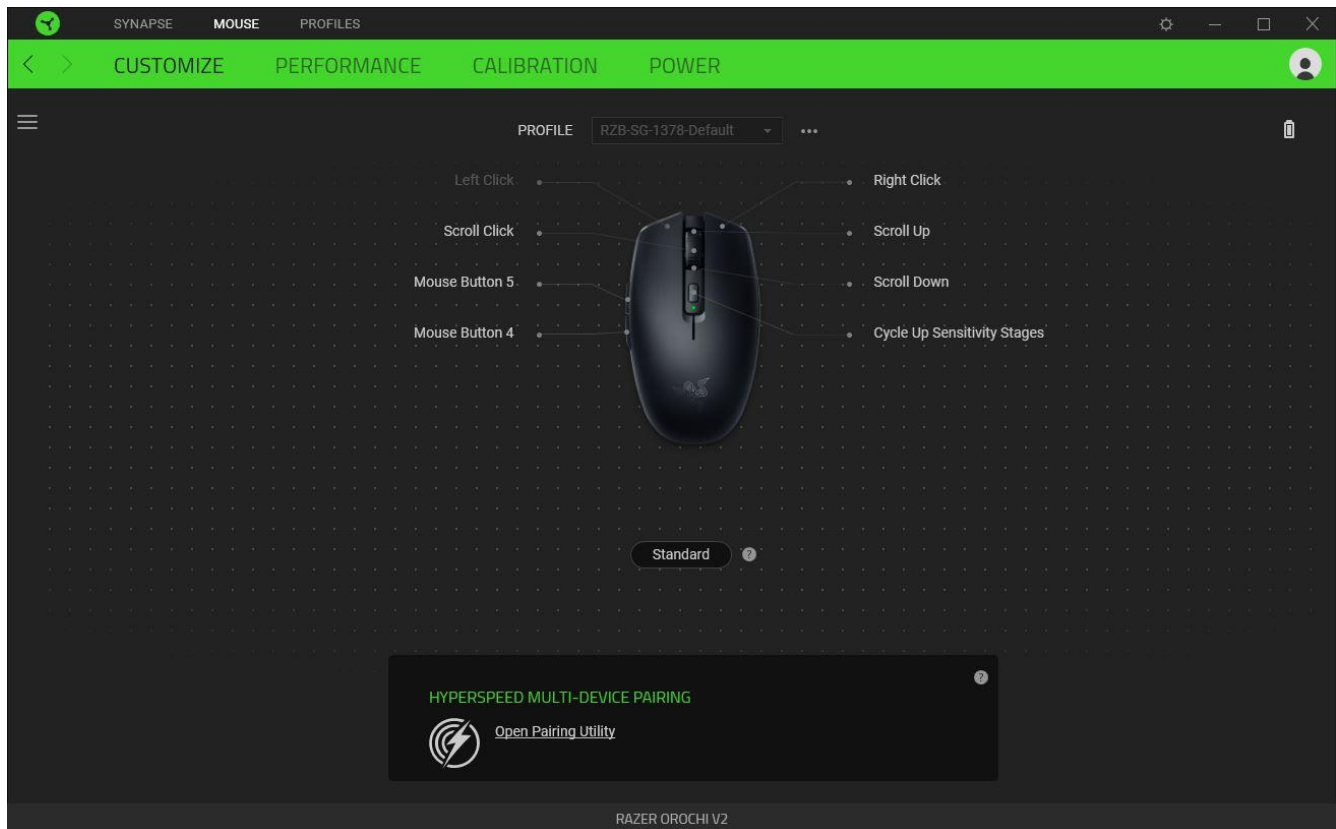 SYNAPSE MOUSE PROFILES
CUSTOMIZE PERFORMANCE CALIBRATION POWER
PROFILE RZB-SG-1378-Default
Left Click
Right Click
Scroll Click
Scroll Up
Mouse Button 5
Scroll Down
Mouse Button 4
Cycle Up Sensitivity Stages
Standard ?
?
HYPERSPEED MULTI-DEVICE PAIRING
Open Pairing Utility
RAZER OROCHI V2